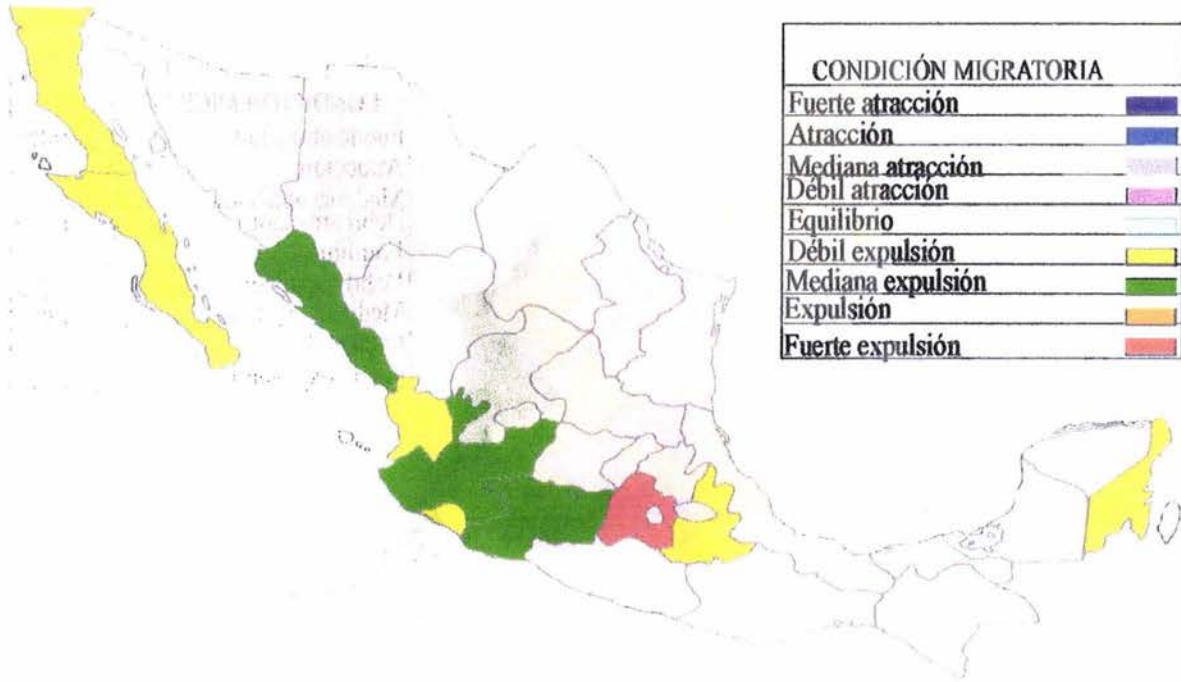 CONDICIÓN MIGRATORIA
Fuerte atracción
Atracción
Mediana atracción
Débil atracción
Equilibrio
Débil expulsión
Mediana expulsión
Expulsión
Fuerte expulsión